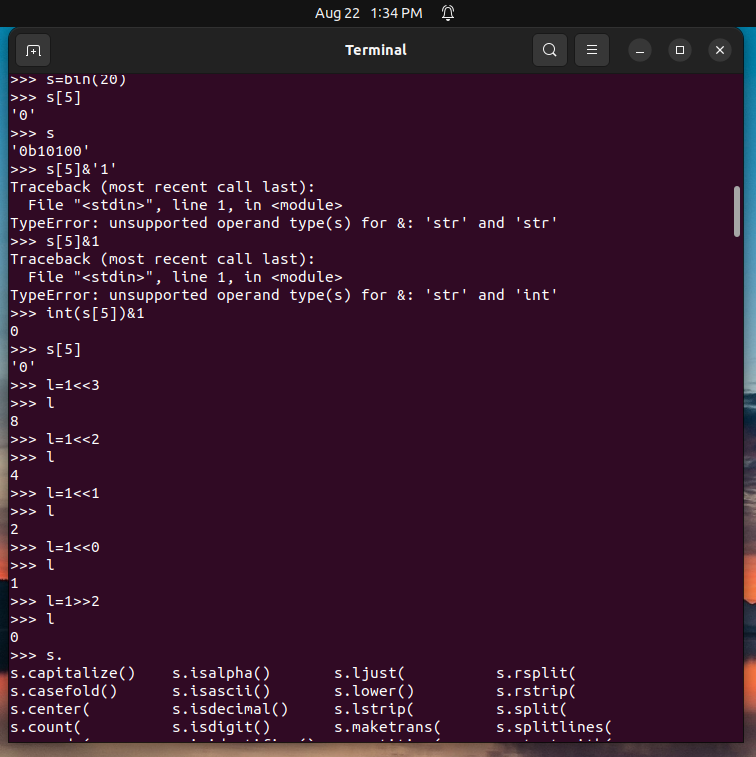 Aug 22 1:34 PM
Terminal
>>> s=bin(20)
>>> s[5]
'0'
>>> s
'0b10100'
>>> s[5]&'1'
Traceback (most recent call last):
  File "<stdin>", line 1, in <module>
TypeError: unsupported operand type(s) for &: 'str' and 'str'
>>> s[5]&1
Traceback (most recent call last):
  File "<stdin>", line 1, in <module>
TypeError: unsupported operand type(s) for &: 'str' and 'int'
>>> int(s[5])&1
0
>>> s[5]
'0'
>>> l=1<<3
>>> l
8
>>> l=1<<2
>>> l
4
>>> l=1<<1
>>> l
2
>>> l=1<<0
>>> l
1
>>> l=1>>2
>>> l
0
>>> s.
s.capitalize()    s.isalpha()       s.ljust(          s.rsplit(
s.casefold()      s.isascii()       s.lower()         s.rstrip(
s.center(         s.isdecimal()     s.lstrip(         s.split(
s.count(          s.isdigit()       s.maketrans(      s.splitlines(